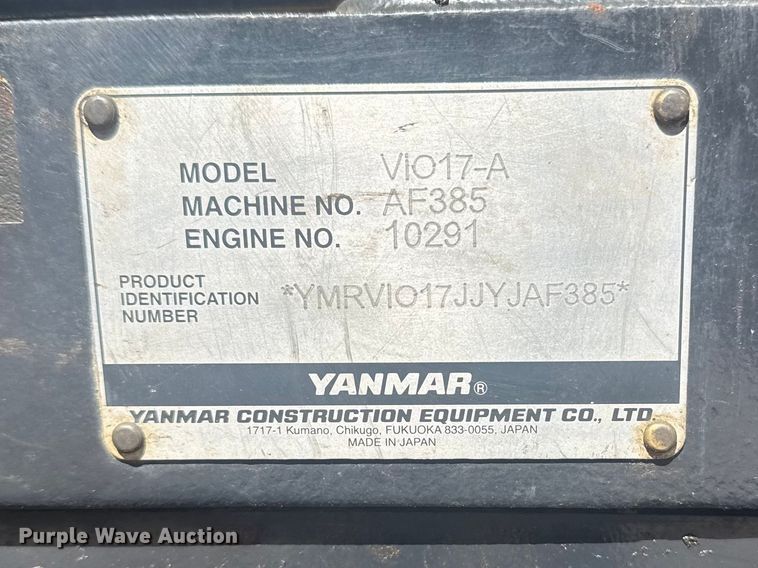 MODEL VIO17-A
MACHINE NO. AF385
ENGINE NO. 10291
PRODUCT
IDENTIFICATION
NUMBER
*YMRVIO17JJYJAF385*
YANMAR®
YANMAR CONSTRUCTION EQUIPMENT CO., LTD.
1717-1 Kumano, Chikugo, FUKUOKA 833-0055, JAPAN
MADE IN JAPAN
Purple Wave Auction